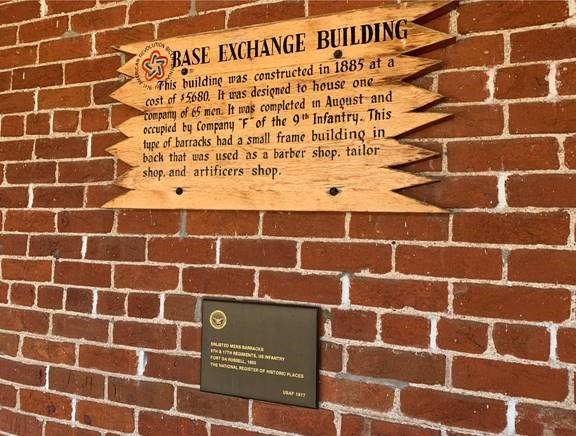 AMERICAN REVOLUTION
BASE EXCHANGE BUILDING
This building was constructed in 1885 at a
cost of $5680. It was designed to house one
company of 65 men. It was completed in August and
occupied by Company "F" of the 9th Infantry. This
type of barracks had a small frame building in
back that was used as a barber shop, tailor
shop, and artificers shop.
ENLISTED MENS BARRACKS
9TH & 17TH REGIMENTS, US INFANTRY
FORT DA RUSSELL, 1885
THE NATIONAL REGISTER OF HISTORIC PLACES
USAF 1977